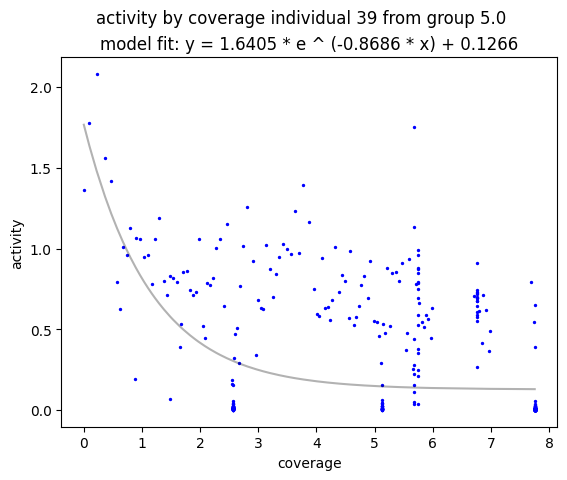 activity by coverage individual 39 from group 5.0
model fit: y = 1.6405 * e ^ (-0.8686 * x) + 0.1266
2.0
1.5
1.0
0.5
0.0
activity
0 1 2 3 4 5 6 7 8
coverage